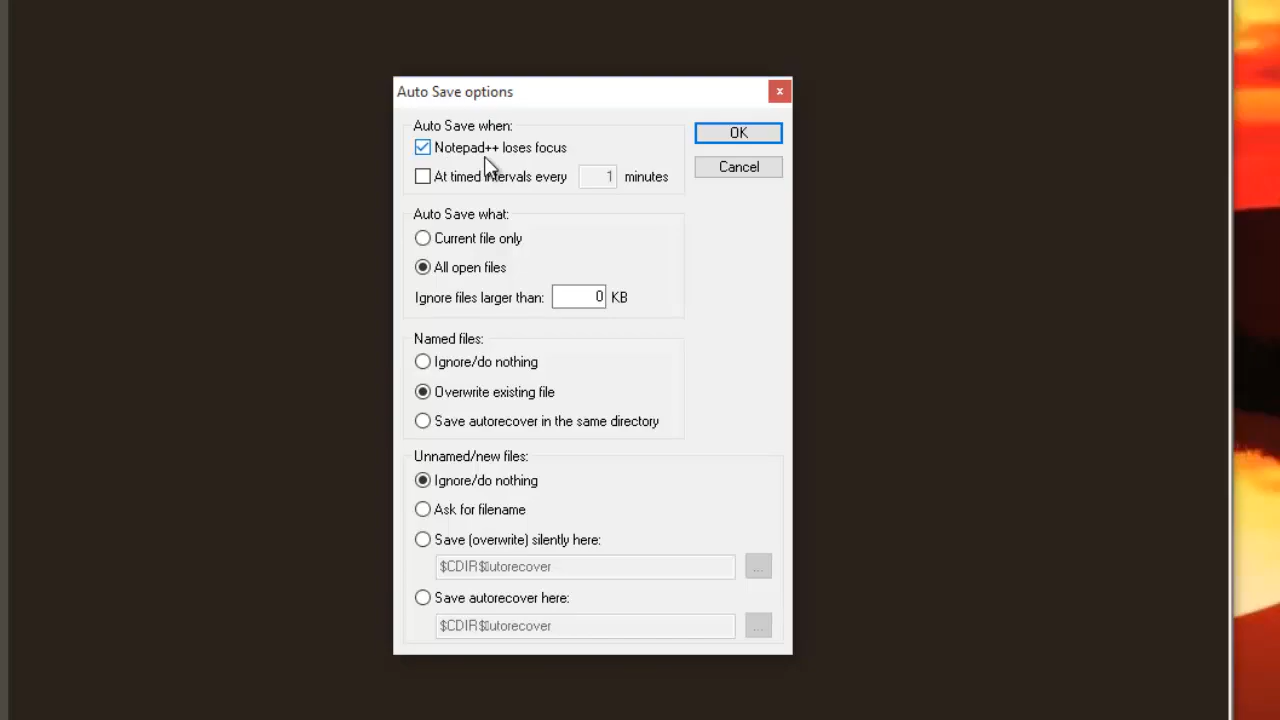 Auto Save options
x
Auto Save when:
OK
Notepad++ loses focus
At timed intervals every 1 minutes
Cancel
Auto Save what:
Current file only
All open files
Ignore files larger than: 0 KB
Named files:
Ignore/do nothing
Overwrite existing file
Save autorecover in the same directory
Unnamed/new files:
Ignore/do nothing
Ask for filename
Save (overwrite) silently here:
$CDIR$\utorecover
...
Save autorecover here:
$CDIR$\utorecover
...